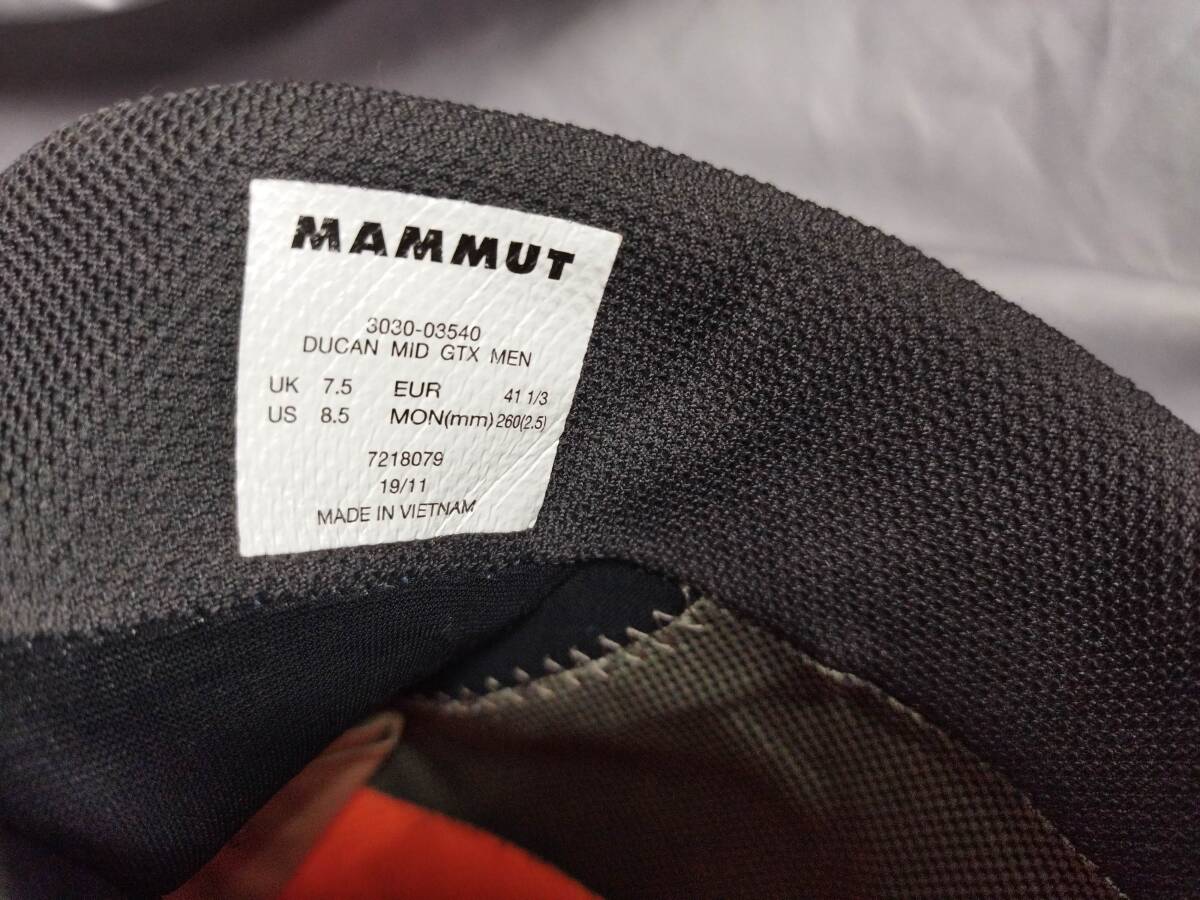 MAMMUT
3030-03540
DUCAN MID GTX MEN
UK 7.5 EUR 41 1/3
US 8.5 MON(mm) 260(2.5)
7218079
19/11
MADE IN VIETNAM